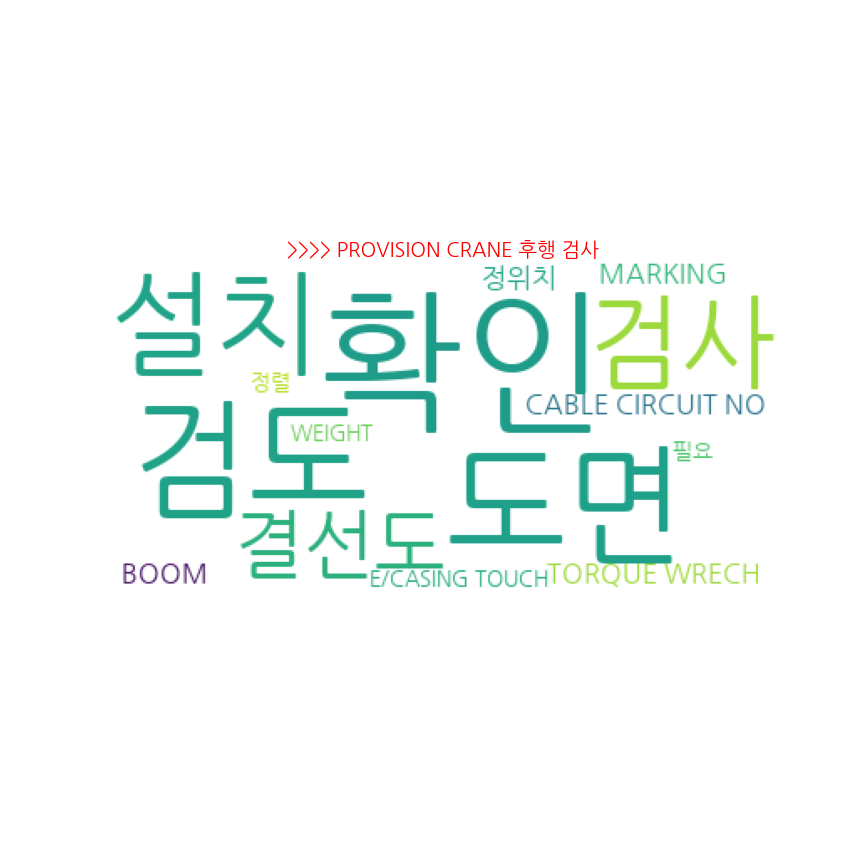 >>>> PROVISION CRANE 후행 검사
정위치 MARKING
설치 확인 검사
정렬
CABLE CIRCUIT NO
검도 WEIGHT
도면 필요
결선도
BOOM E/CASING TOUCH TORQUE WRECH